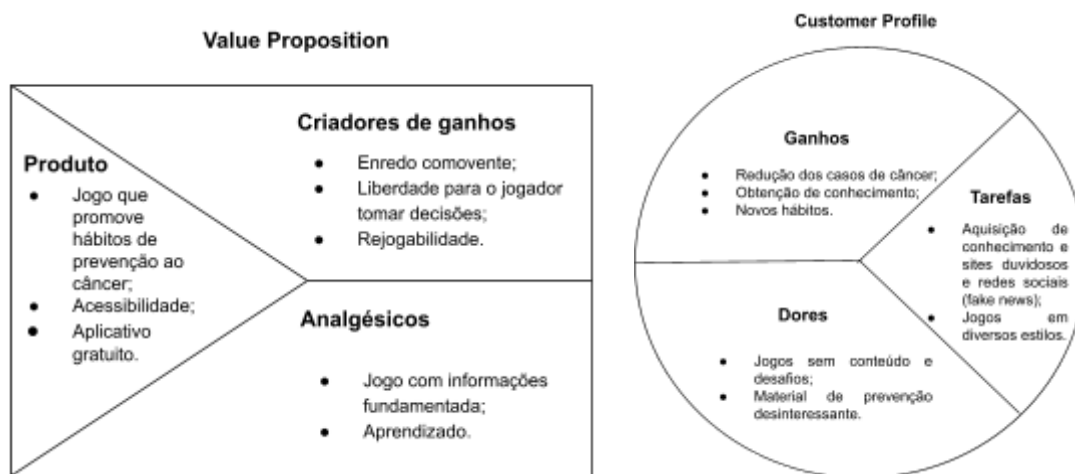 Value Proposition
Produto
● Jogo que
promove
hábitos de
prevenção ao
câncer;
● Acessibilidade;
● Aplicativo
gratuito.
Criadores de ganhos
● Enredo comovente;
● Liberdade para o jogador
tomar decisões;
● Rejogabilidade.
Analgésicos
● Jogo com informações
fundamentada;
● Aprendizado.
Customer Profile
Ganhos
● Redução dos casos de câncer;
● Obtenção de conhecimento;
● Novos hábitos.
Tarefas
● Aquisição de
conhecimento e
sites duvidosos
e redes sociais
(fake news);
● Jogos em
diversos estilos.
Dores
● Jogos sem conteúdo e
desafios;
● Material de prevenção
desinteressante.